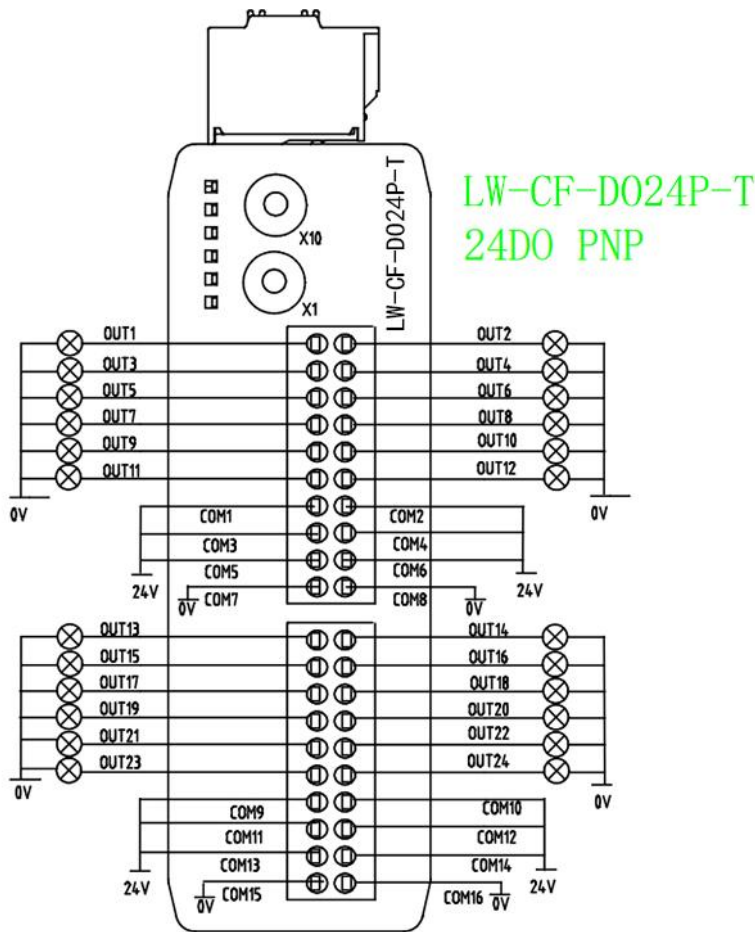 LW-CF-DO24P-T
24DO PNP
LW-CF-DO24P-T
X10
X1
OUT1 OUT2
OUT3 OUT4
OUT5 OUT6
OUT7 OUT8
OUT9 OUT10
OUT11 OUT12
0V 0V
COM1 COM2
COM3 COM4
COM5 COM6
24V 24V
0V COM7 COM8 0V
OUT13 OUT14
OUT15 OUT16
OUT17 OUT18
OUT19 OUT20
OUT21 OUT22
OUT23 OUT24
0V 0V
COM9 COM10
COM11 COM12
COM13 COM14
24V 24V
0V COM15 COM16 0V